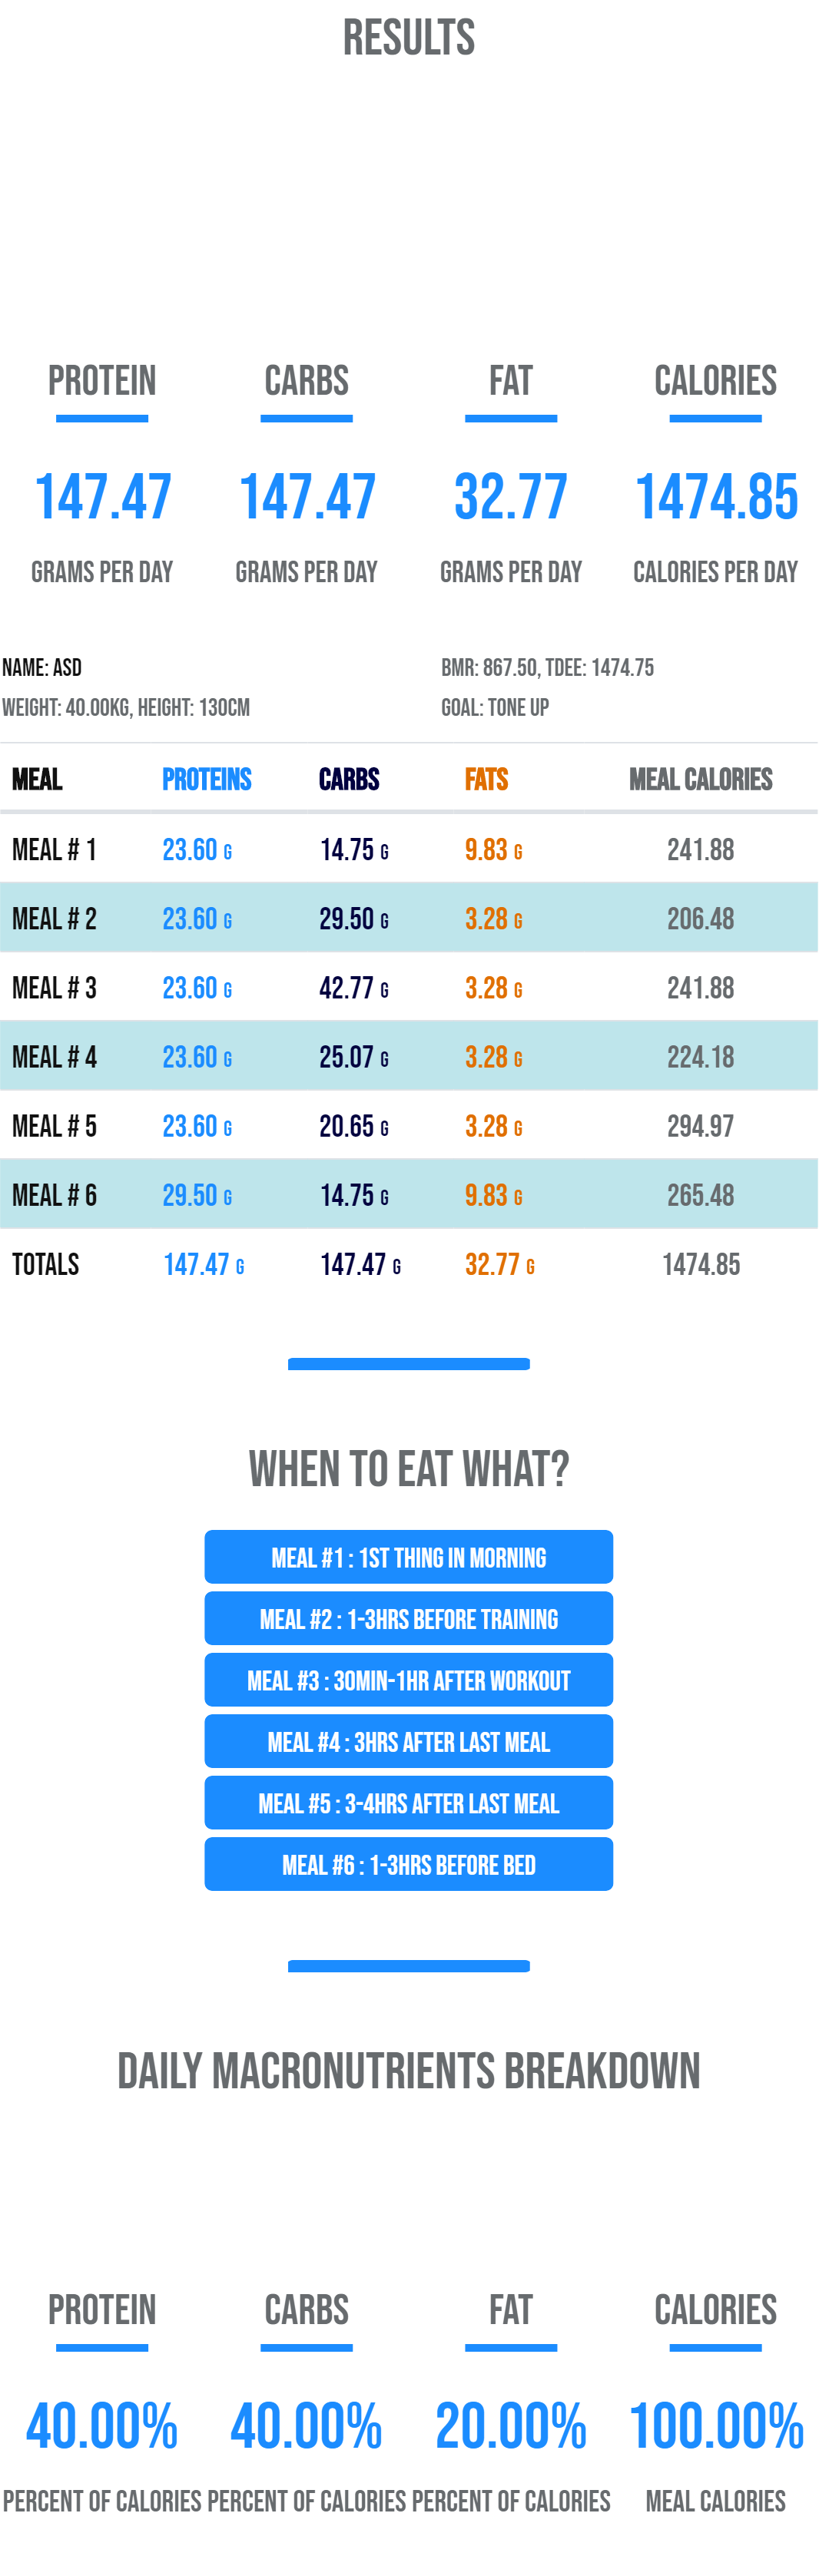 RESULTS
PROTEIN CARBS FAT CALORIES
147.47 147.47 32.77 1474.85
GRAMS PER DAY GRAMS PER DAY GRAMS PER DAY CALORIES PER DAY
NAME: ASD BMR: 867.50, TDEE: 1474.75
WEIGHT: 40.00KG, HEIGHT: 130CM GOAL: TONE UP
MEAL PROTEINS CARBS FATS MEAL CALORIES
MEAL # 1 23.60 G 14.75 G 9.83 G 241.88
MEAL # 2 23.60 G 29.50 G 3.28 G 206.48
MEAL # 3 23.60 G 42.77 G 3.28 G 241.88
MEAL # 4 23.60 G 25.07 G 3.28 G 224.18
MEAL # 5 23.60 G 20.65 G 3.28 G 294.97
MEAL # 6 29.50 G 14.75 G 9.83 G 265.48
TOTALS 147.47 G 147.47 G 32.77 G 1474.85
WHEN TO EAT WHAT?
MEAL #1 : 1ST THING IN MORNING
MEAL #2 : 1-3HRS BEFORE TRAINING
MEAL #3 : 30MIN-1HR AFTER WORKOUT
MEAL #4 : 3HRS AFTER LAST MEAL
MEAL #5 : 3-4HRS AFTER LAST MEAL
MEAL #6 : 1-3HRS BEFORE BED
DAILY MACRONUTRIENTS BREAKDOWN
PROTEIN CARBS FAT CALORIES
40.00% 40.00% 20.00% 100.00%
PERCENT OF CALORIES PERCENT OF CALORIES PERCENT OF CALORIES MEAL CALORIES